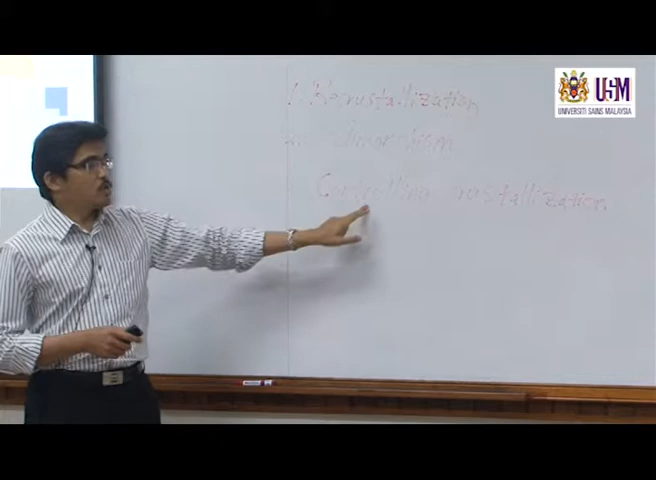 1. Recrystallization
Controlling crystallization
USM
UNIVERSITI SAINS MALAYSIA